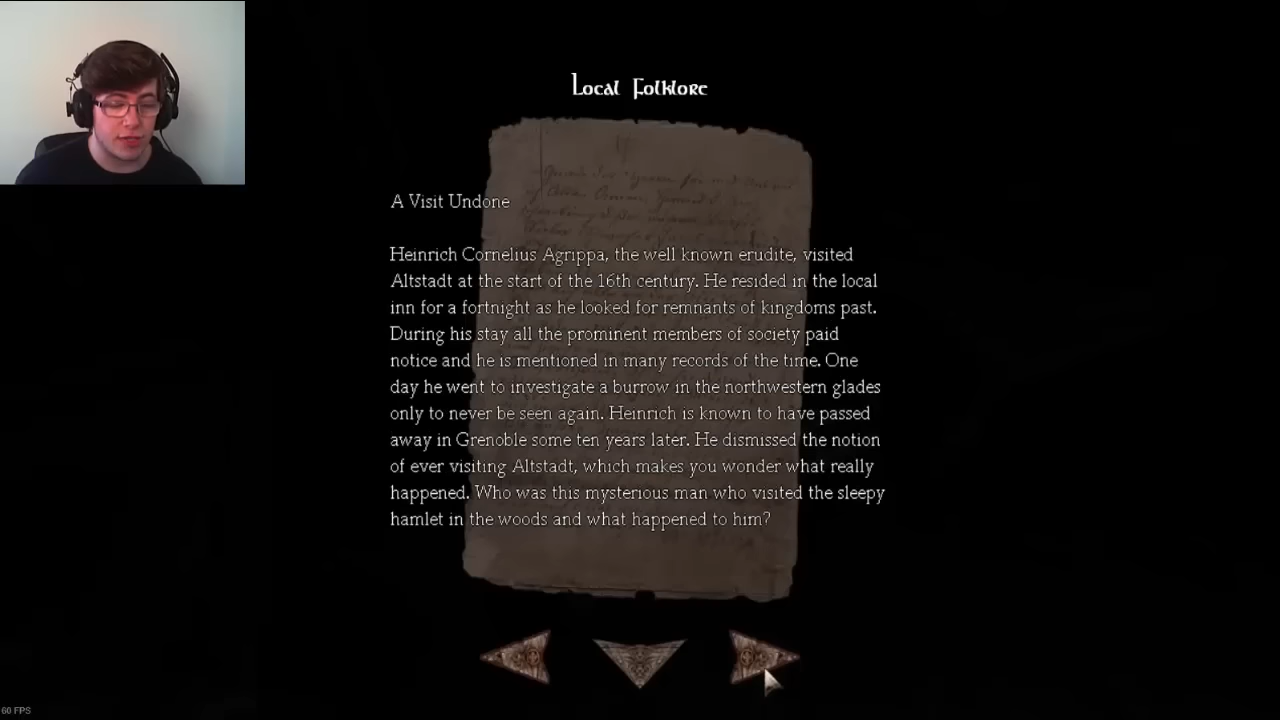 Local Folklore
A Visit Undone
Heinrich Cornelius Agrippa, the well known erudite, visited
Altstadt at the start of the 16th century. He resided in the local
inn for a fortnight as he looked for remnants of kingdoms past.
During his stay all the prominent members of society paid
notice and he is mentioned in many records of the time. One
day he went to investigate a burrow in the northwestern glades
only to never be seen again. Heinrich is known to have passed
away in Grenoble some ten years later. He dismissed the notion
of ever visiting Altstadt, which makes you wonder what really
happened. Who was this mysterious man who visited the sleepy
hamlet in the woods and what happened to him?
60 FPS